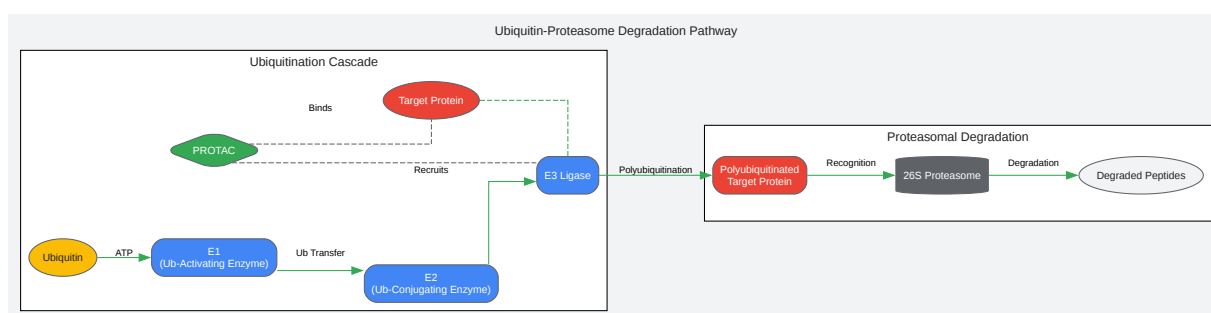 Ubiquitin-Proteasome Degradation Pathway
Ubiquitination Cascade
Target Protein
Binds
PROTAC
Recruits
E3 Ligase
Polyubiquitination
Ubiquitin
ATP
E1
(Ub-Activating Enzyme)
Ub Transfer
E2
(Ub-Conjugating Enzyme)
Proteasomal Degradation
Polyubiquitinated
Target Protein
Recognition
26S Proteasome
Degradation
Degraded Peptides